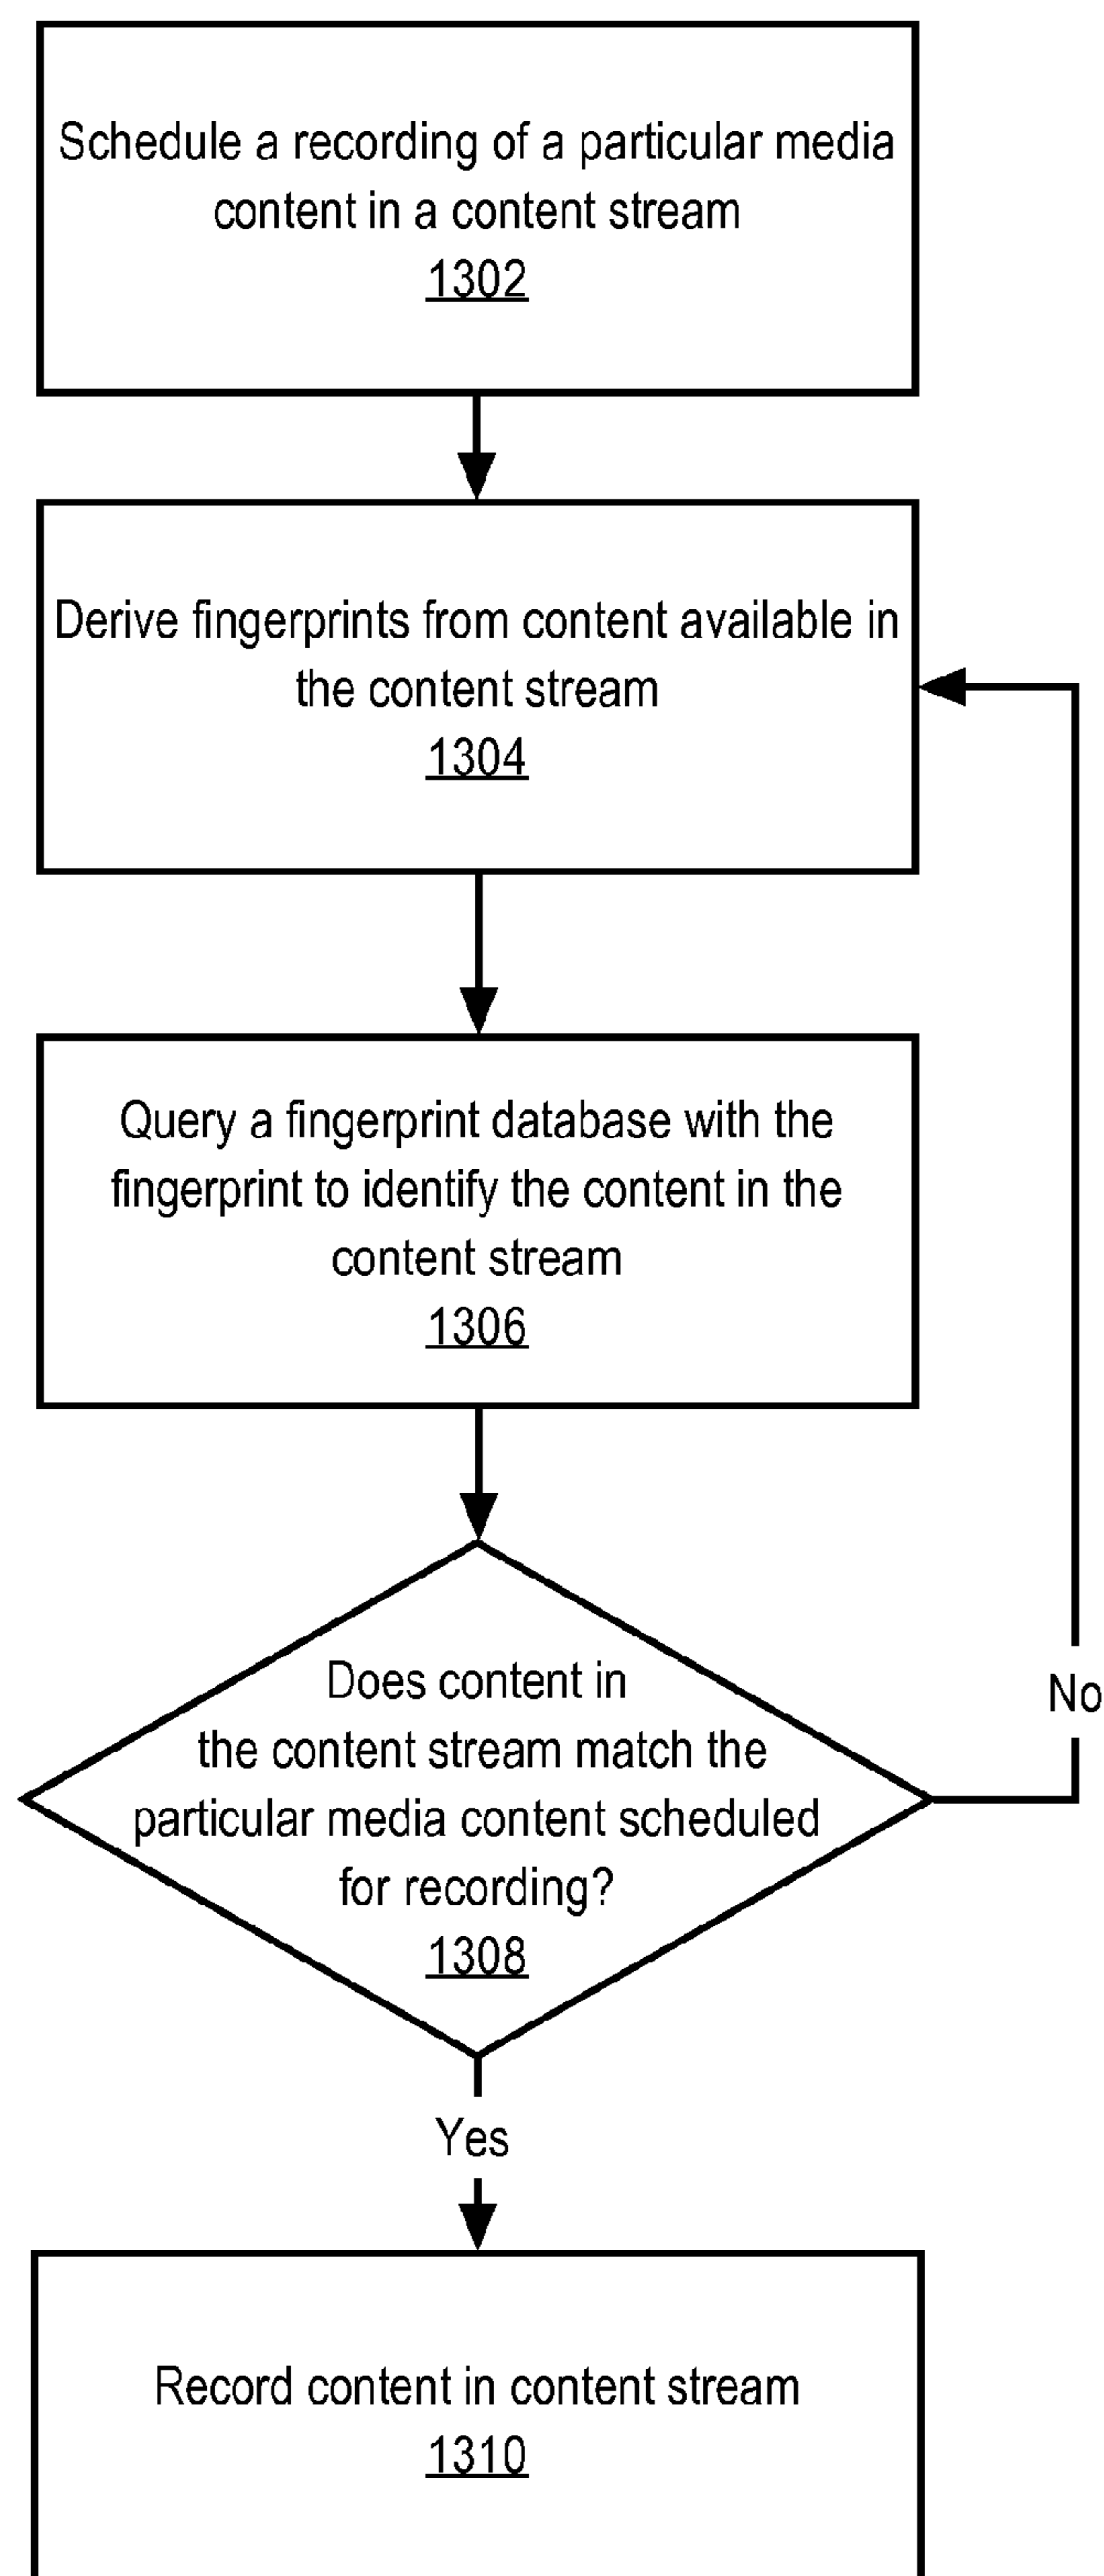 Schedule a recording of a particular media
content in a content stream
1302
Derive fingerprints from content available in
the content stream
1304
Query a fingerprint database with the
fingerprint to identify the content in the
content stream
1306
Does content in
the content stream match the
particular media content scheduled
for recording?
1308
No
Yes
Record content in content stream
1310